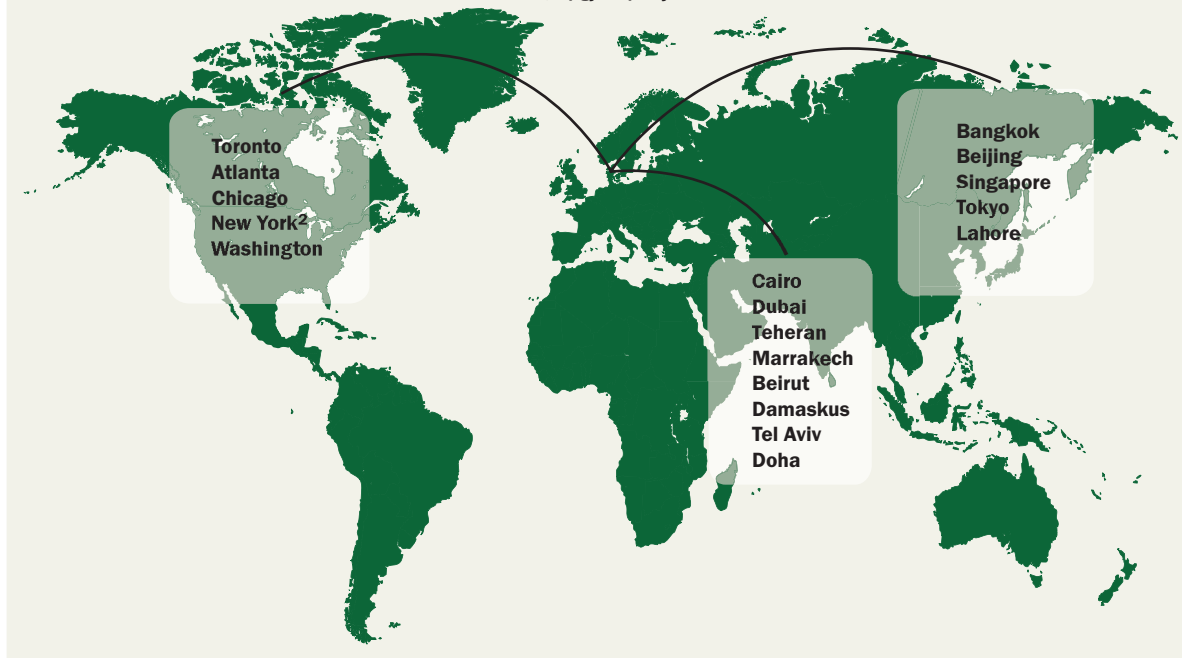 Toronto
Atlanta
Chicago
New York²
Washington
Bangkok
Beijing
Singapore
Tokyo
Lahore
Cairo
Dubai
Teheran
Marrakech
Beirut
Damaskus
Tel Aviv
Doha